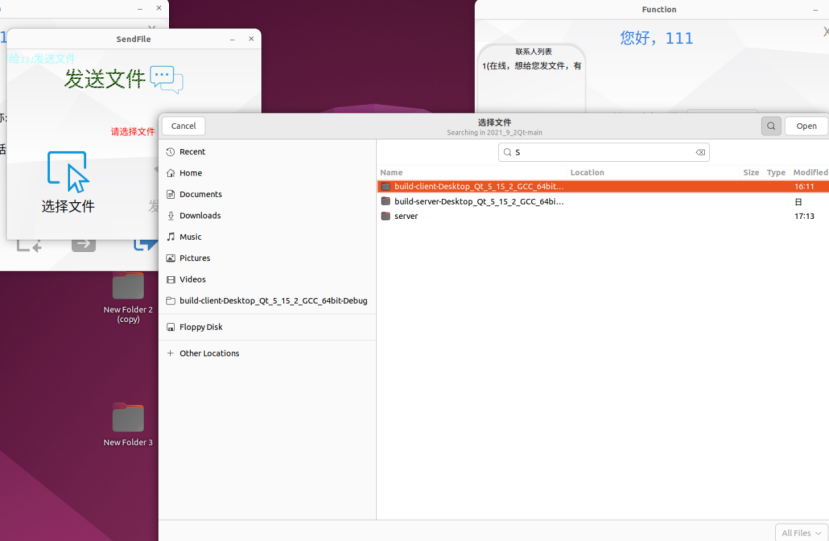 SendFile
给111发送文件
发送文件
请选择文件
选择文件
New Folder 2
(copy)
New Folder 3
Function
您好，111
联系人列表
1(在线，想给您发文件，有
Cancel
选择文件
Searching in 2021_9_2Qt-main
Open
Recent
Home
Documents
Downloads
Music
Pictures
Videos
build-client-Desktop_Qt_5_15_2_GCC_64bit-Debug
Floppy Disk
Other Locations
s
Name Location Size Type Modified
build-client-Desktop_Qt_5_15_2_GCC_64bit... 16:11
build-server-Desktop_Qt_5_15_2_GCC_64bi... 日
server 17:13
All Files